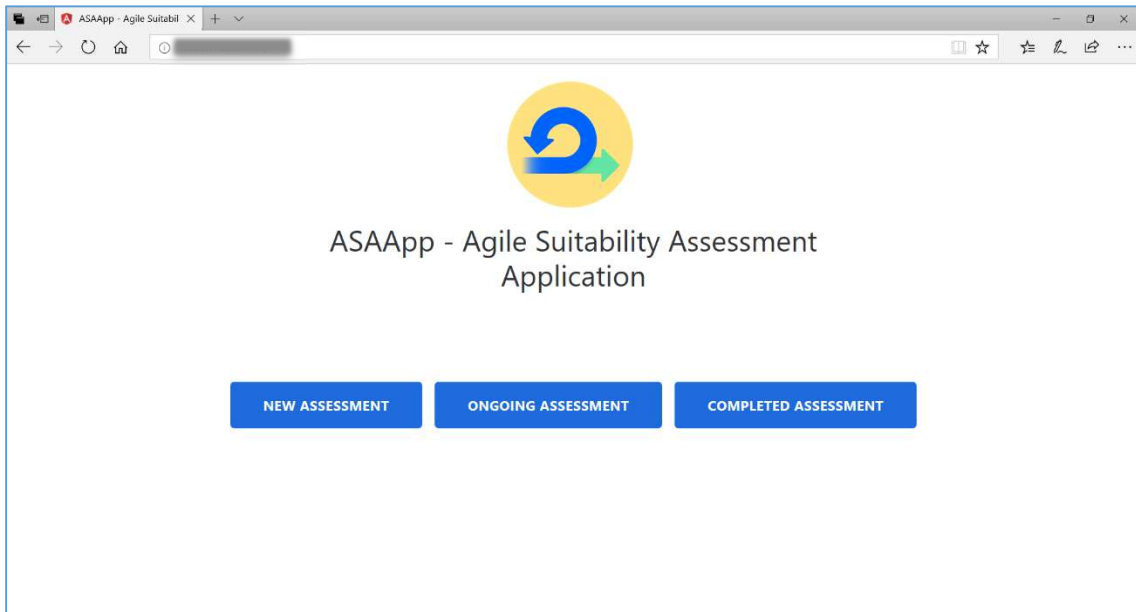 ASAApp - Agile Suitabil
ASAApp - Agile Suitability Assessment
Application
NEW ASSESSMENT
ONGOING ASSESSMENT
COMPLETED ASSESSMENT